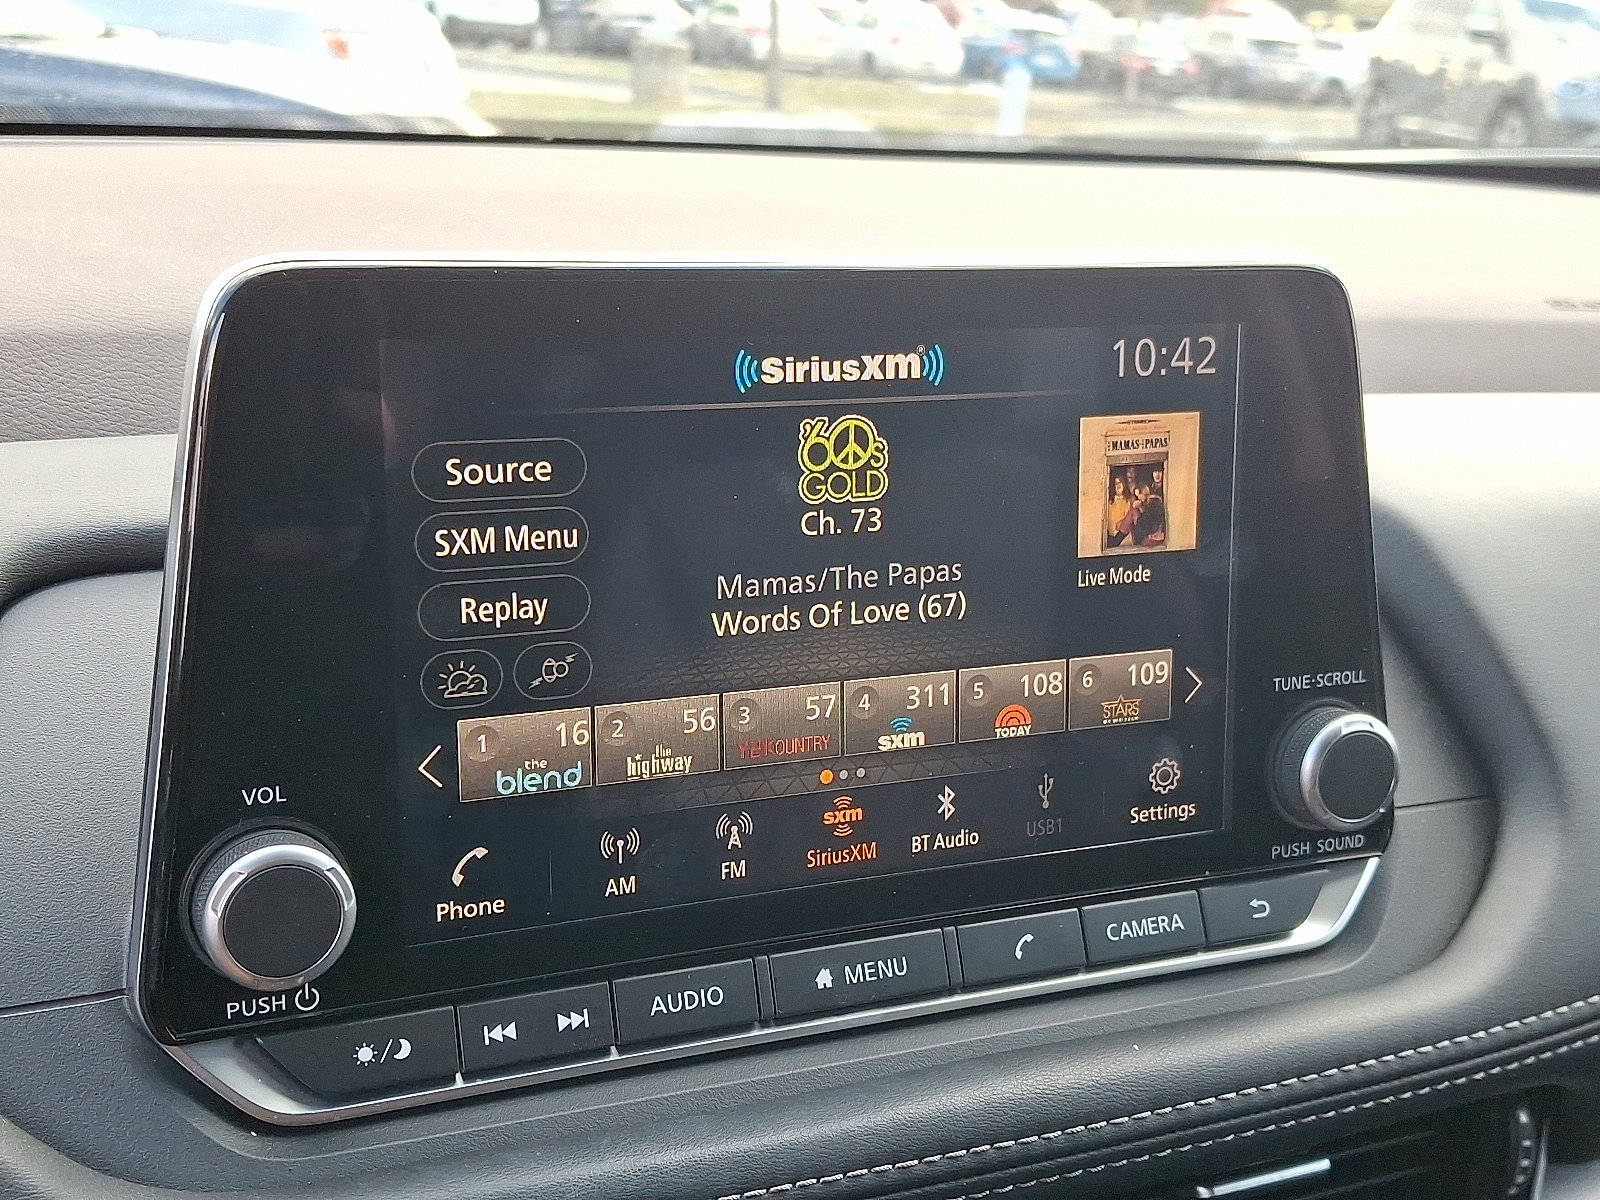 ((SiriusXM®))
10:42
Source
SXM Menu
Replay
'60s
GOLD
Ch. 73
THE MAMAS AND THE PAPAS
Live Mode
Mamas/The Papas
Words Of Love (67)
1 16
the
blend
2 56
the
highway
3 57
Y2KOUNTRY
4 311
sxm
5 108
TODAY
6 109
STARS
Phone
AM
FM
sxm
SiriusXM
BT Audio
USB1
Settings
VOL
PUSH
TUNE·SCROLL
PUSH SOUND
AUDIO
MENU
CAMERA